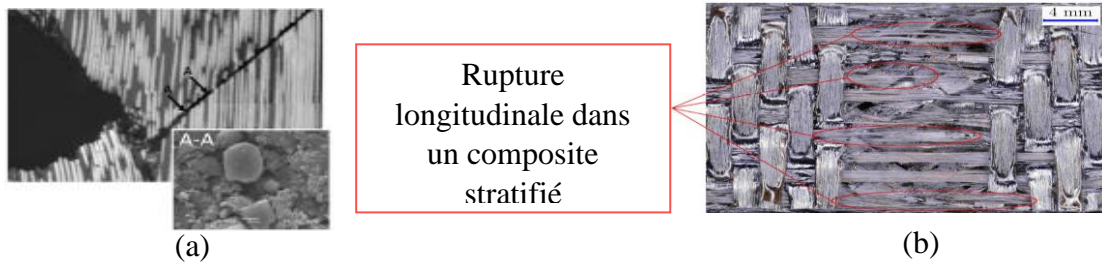 A
A
A-A
Rupture
longitudinale dans
un composite
stratifié
4 mm
(a)
(b)